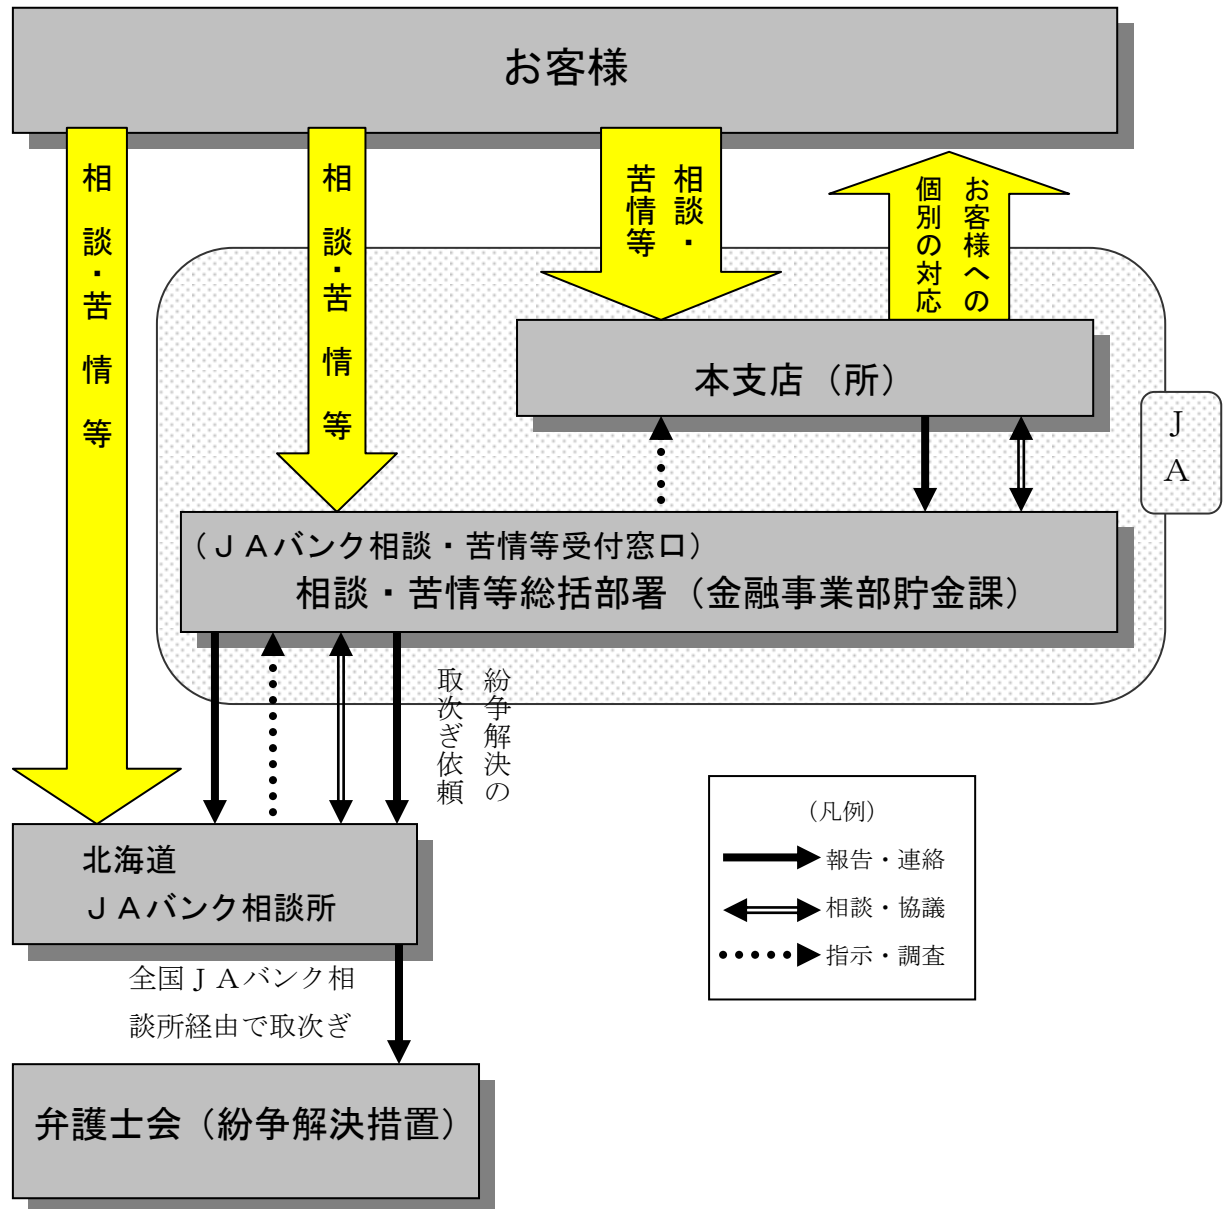 お客様
相談・苦情等
相談・苦情等
相談・
苦情等
お客様への
個別の対応
本支店（所）
ＪＡ
（ＪＡバンク相談・苦情等受付窓口）
相談・苦情等総括部署（金融事業部貯金課）
紛争解決の
取次ぎ依頼
北海道
ＪＡバンク相談所
全国ＪＡバンク相
談所経由で取次ぎ
弁護士会（紛争解決措置）
（凡例）
報告・連絡
相談・協議
指示・調査